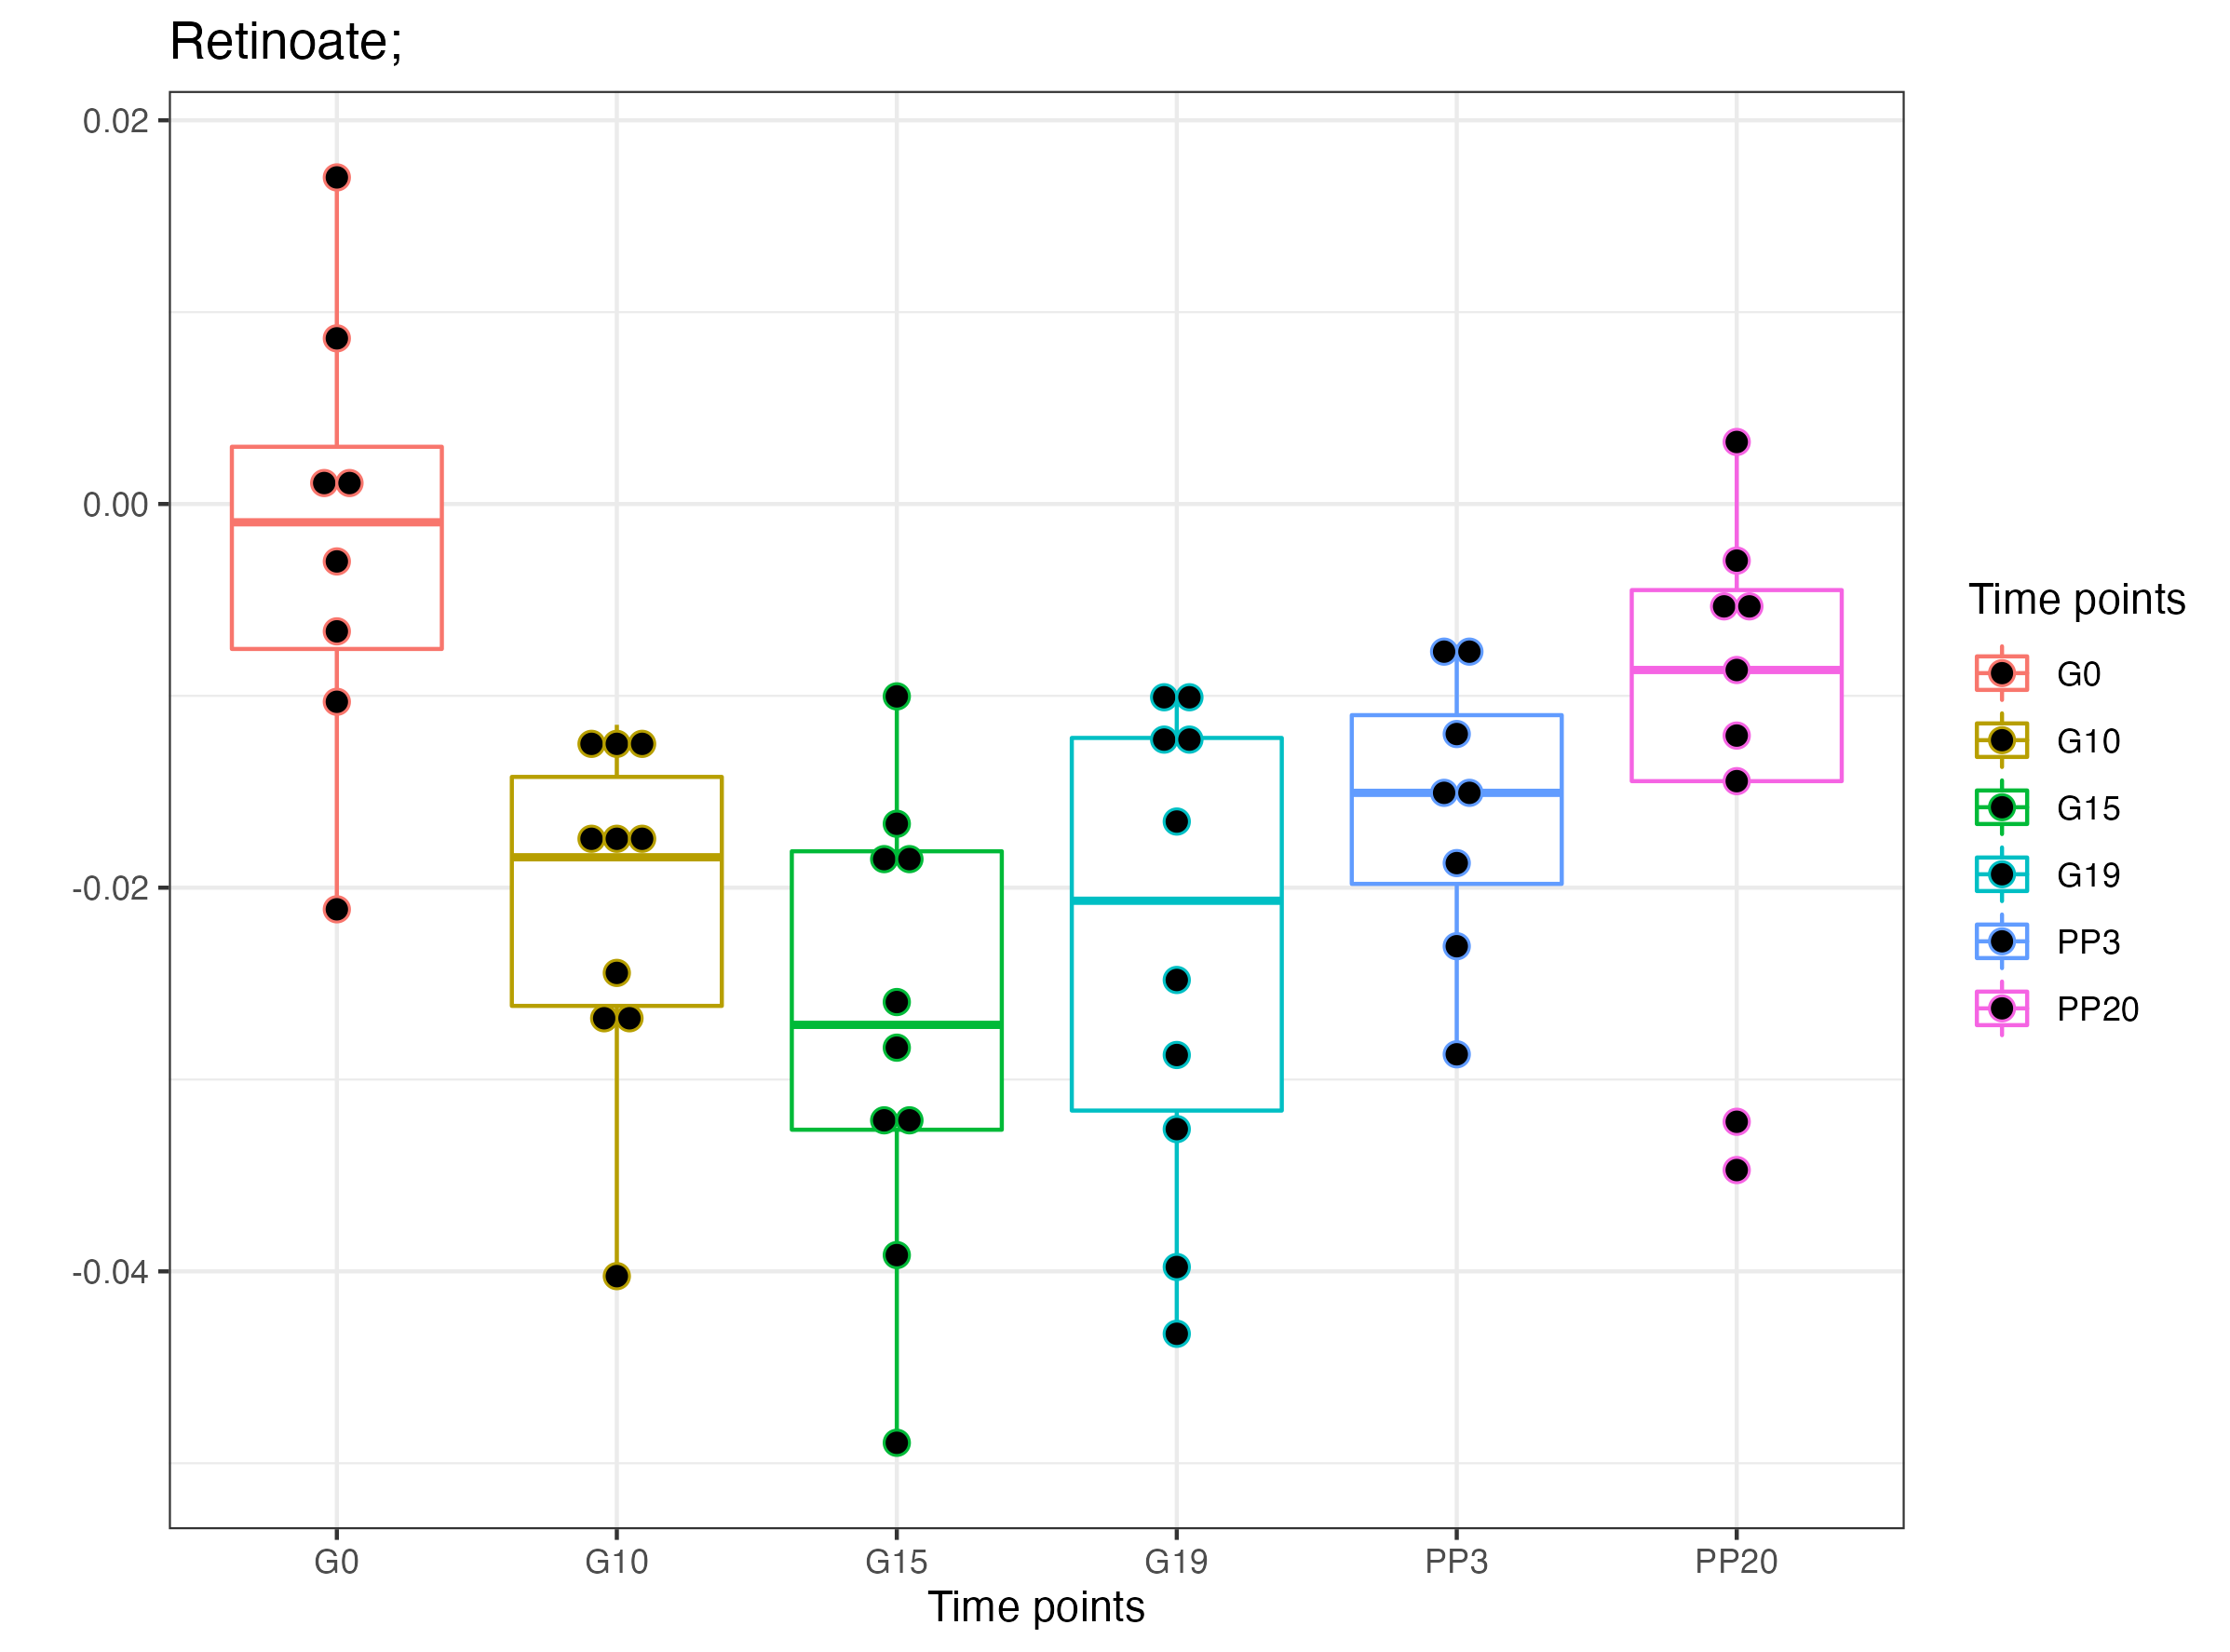 Retinoate;
0.02
0.00
-0.02
-0.04
G0 G10 G15 G19 PP3 PP20
Time points
Time points
G0
G10
G15
G19
PP3
PP20